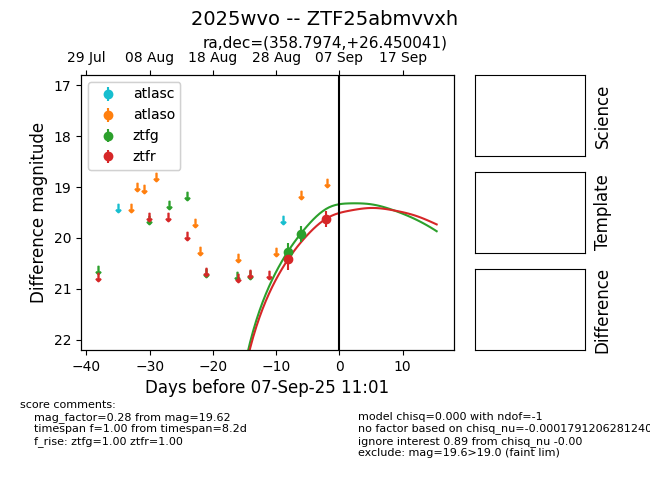 2025wvo -- ZTF25abmvvxh
ra,dec=(358.7974,+26.450041)
29 Jul 08 Aug 18 Aug 28 Aug 07 Sep 17 Sep
17
18
19
20
21
22
Difference magnitude
atlasc
atlaso
ztfg
ztfr
−40 −30 −20 −10 0 10
Days before 07-Sep-25 11:01
Science
Template
Difference
score comments:
mag_factor=0.28 from mag=19.62
timespan f=1.00 from timespan=8.2d
f_rise: ztfg=1.00 ztfr=1.00
model chisq=0.000 with ndof=-1
no factor based on chisq_nu=-0.0001791206281240
ignore interest 0.89 from chisq_nu -0.00
exclude: mag=19.6>19.0 (faint lim)